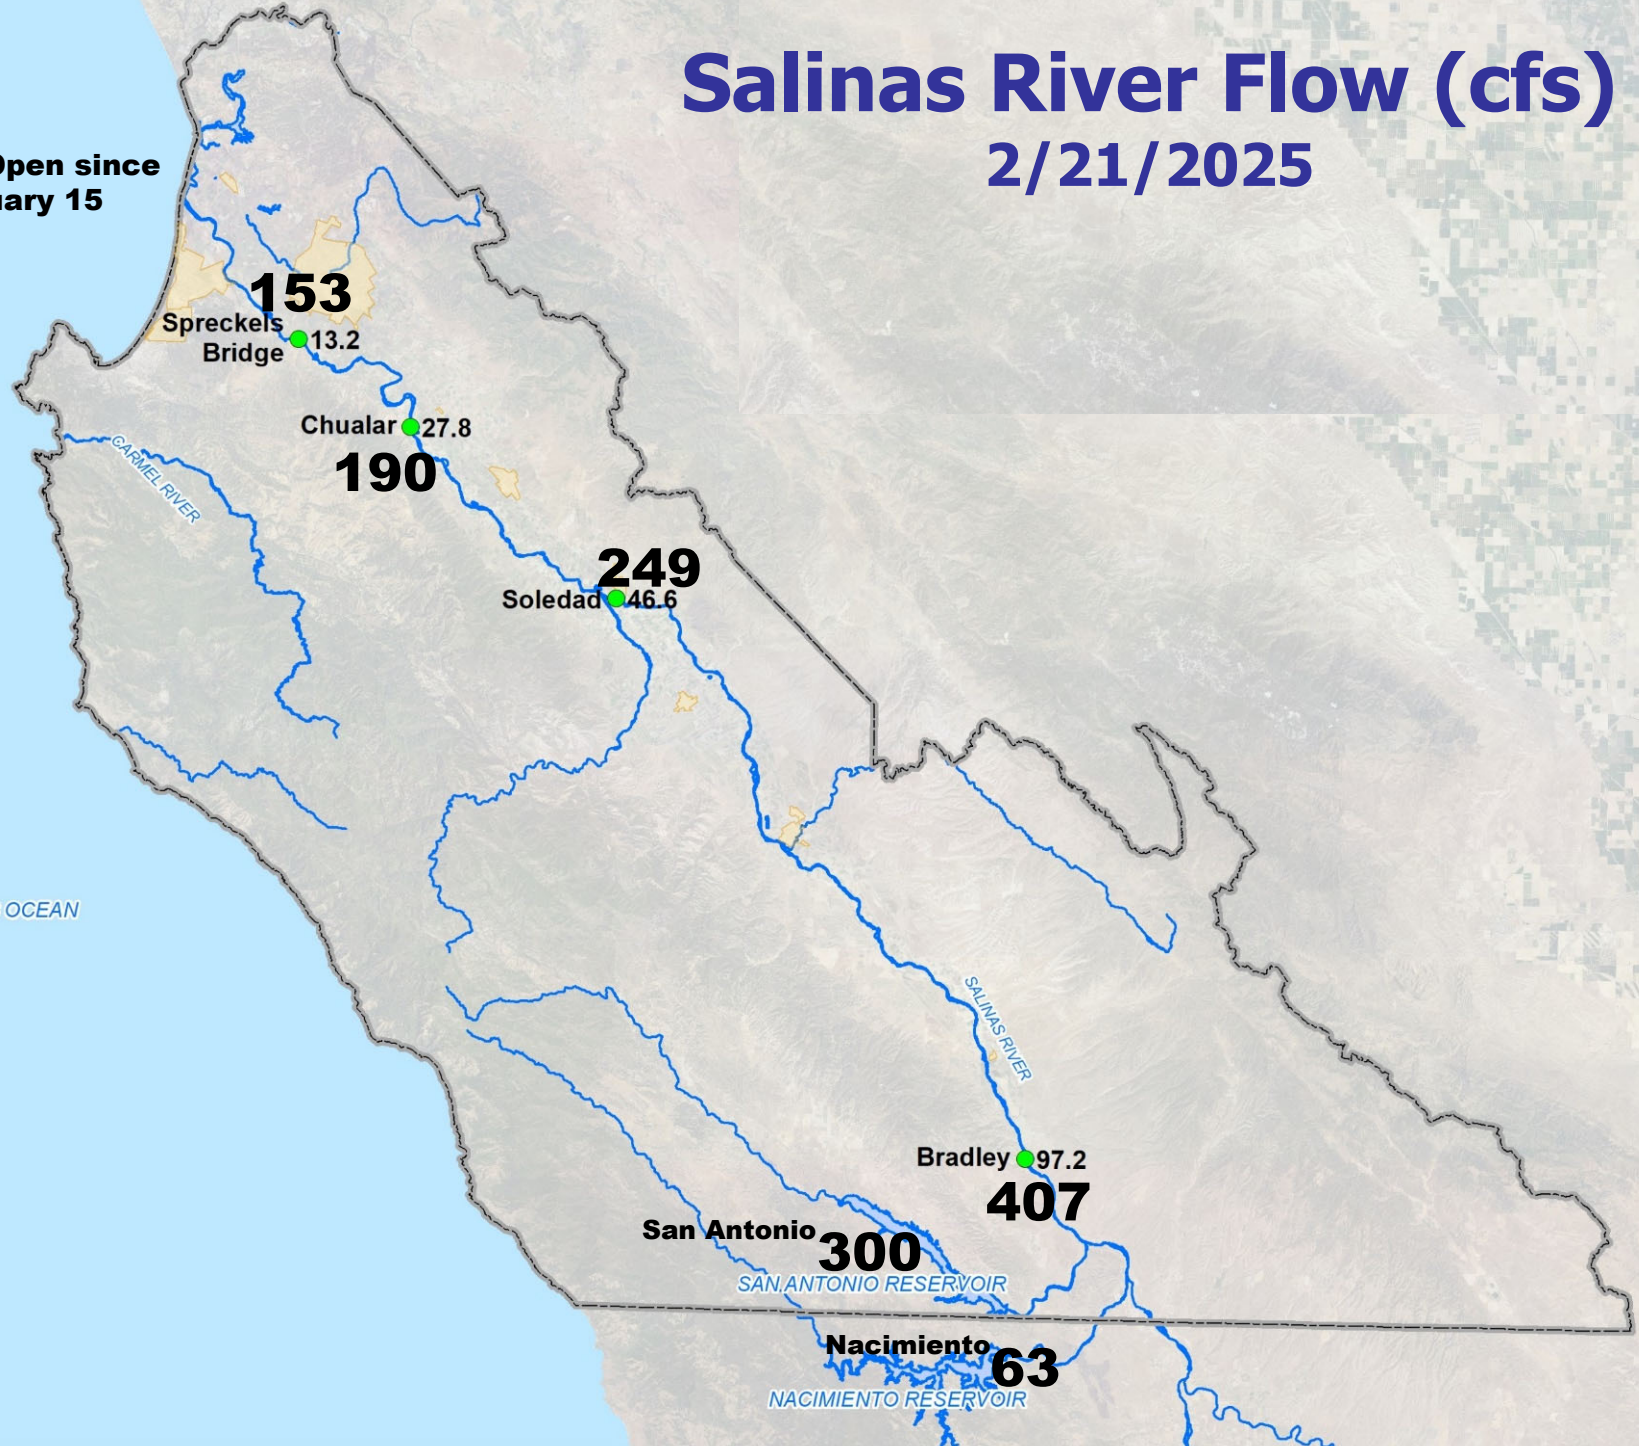 Salinas River Flow (cfs)
2/21/2025
Open since
15
153
Spreckels
Bridge
13.2
Chualar
27.8
190
CARMEL RIVER
249
Soledad
46.6
OCEAN
SALINAS RIVER
Bradley
97.2
407
San Antonio
300
SAN ANTONIO RESERVOIR
Nacimiento
63
NACIMIENTO RESERVOIR